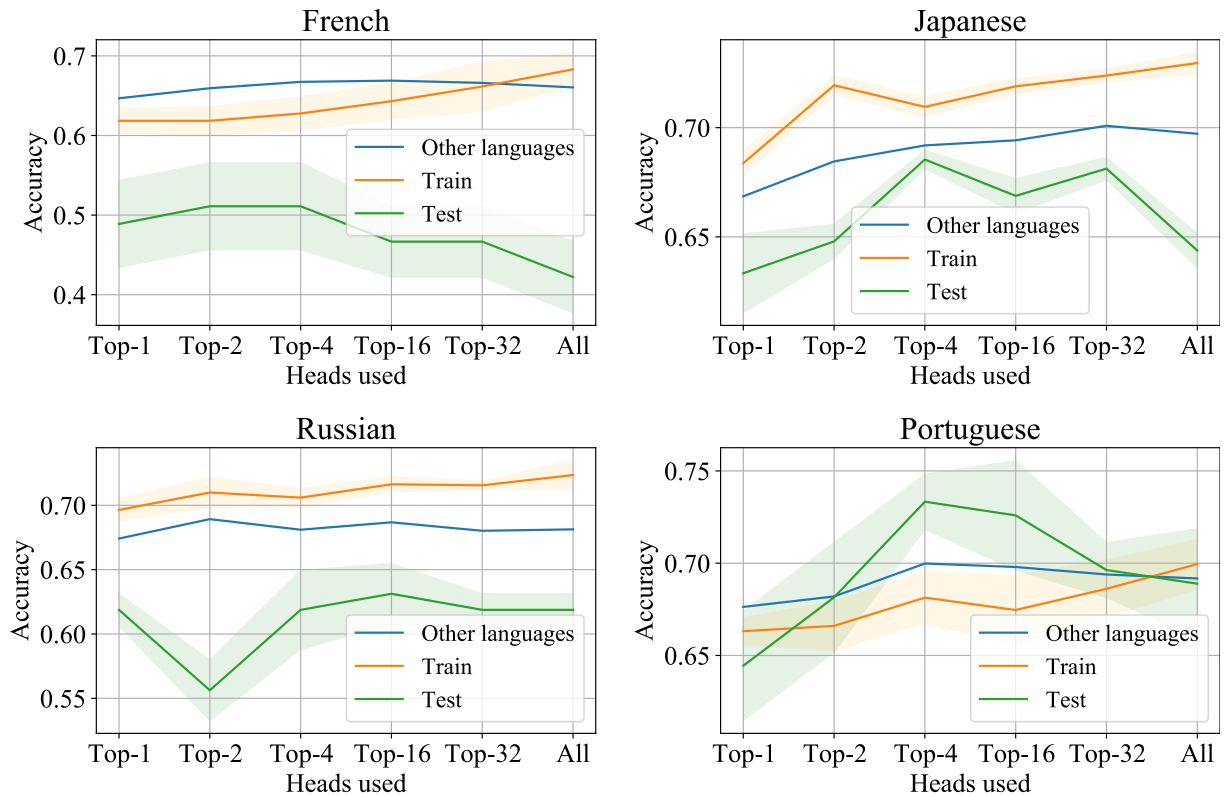 French
0.7
0.6
0.5
0.4
Accuracy
Other languages
Train
Test
Top-1 Top-2 Top-4 Top-16 Top-32 All
Heads used
Japanese
0.70
0.65
Accuracy
Other languages
Train
Test
Top-1 Top-2 Top-4 Top-16 Top-32 All
Heads used
Russian
0.70
0.65
0.60
0.55
Accuracy
Other languages
Train
Test
Top-1 Top-2 Top-4 Top-16 Top-32 All
Heads used
Portuguese
0.75
0.70
0.65
Accuracy
Other languages
Train
Test
Top-1 Top-2 Top-4 Top-16 Top-32 All
Heads used